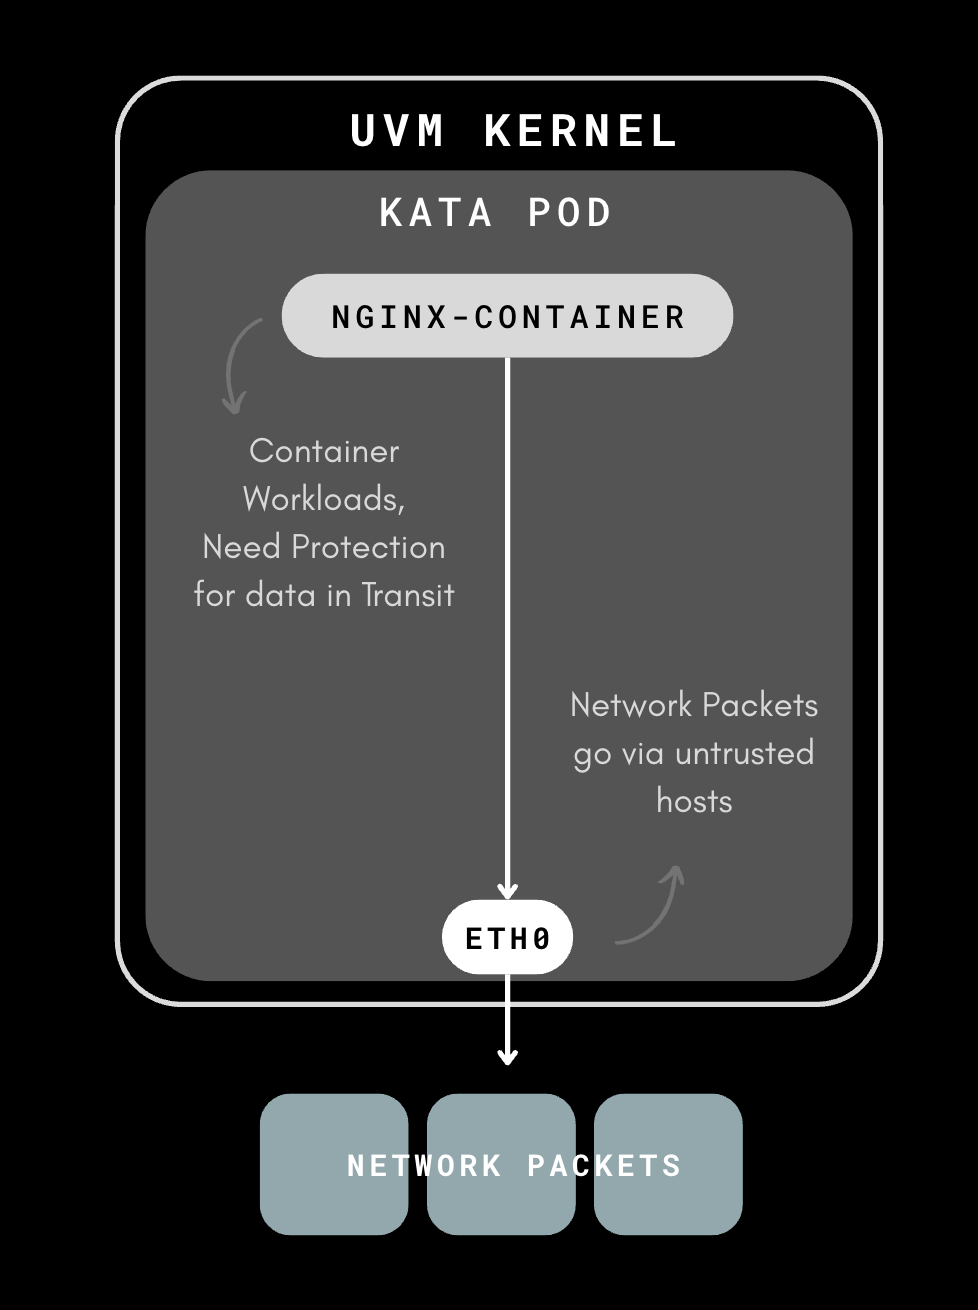 UVM KERNEL
KATA POD
NGINX-CONTAINER
Container
Workloads,
Need Protection
for data in Transit
Network Packets
go via untrusted
hosts
ETH0
NETWORK PACKETS